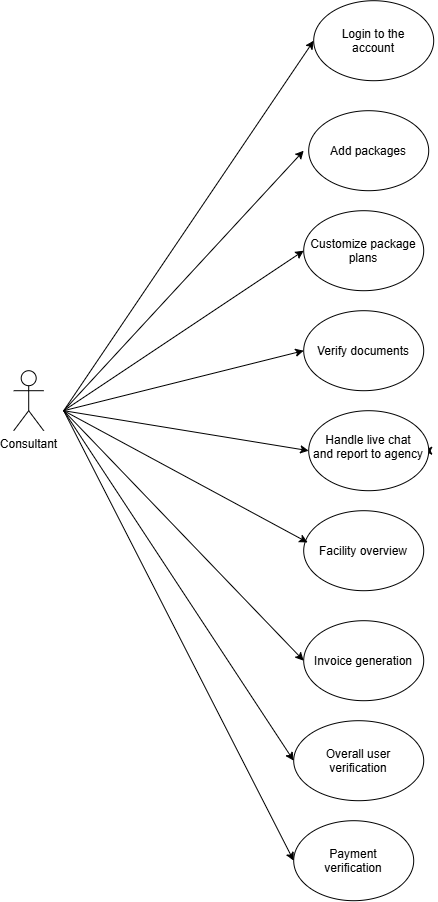 Login to the
account
Add packages
Customize package
plans
Verify documents
Handle live chat
and report to agency
Consultant
Facility overview
Invoice generation
Overall user
verification
Payment
verification